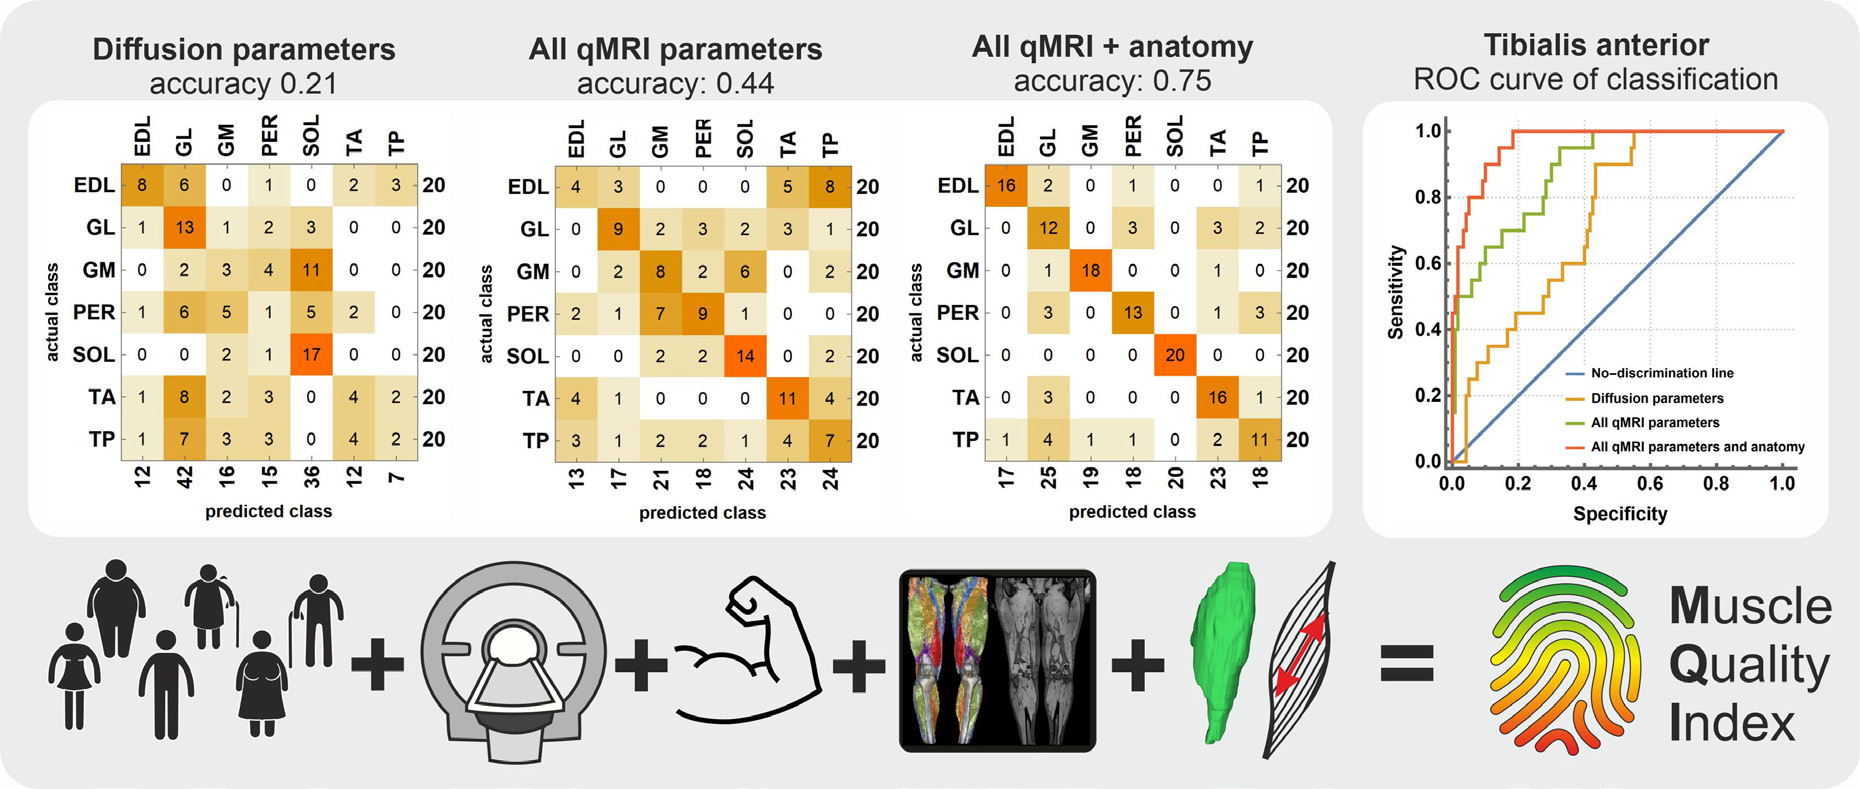 Diffusion parameters
accuracy 0.21
EDL GL GM PER SOL TA TP
EDL 8 6 0 1 0 2 3 20
GL 1 13 1 2 3 0 0 20
GM 0 2 3 4 11 0 0 20
PER 1 6 5 1 5 2 0 20
SOL 0 0 2 1 17 0 0 20
TA 1 8 2 3 0 4 2 20
TP 1 7 3 3 0 4 2 20
12 42 16 15 36 12 7
actual class
predicted class
All qMRI parameters
accuracy: 0.44
EDL GL GM PER SOL TA TP
EDL 4 3 0 0 0 5 8 20
GL 0 9 2 3 2 3 1 20
GM 0 2 8 2 6 0 2 20
PER 2 1 7 9 1 0 0 20
SOL 0 0 2 2 14 0 2 20
TA 4 1 0 0 0 11 4 20
TP 3 1 2 2 1 4 7 20
13 17 21 18 24 23 24
actual class
predicted class
All qMRI + anatomy
accuracy: 0.75
EDL GL GM PER SOL TA TP
EDL 16 2 0 1 0 0 1 20
GL 0 12 0 3 0 3 2 20
GM 0 1 18 0 0 1 0 20
PER 0 3 0 13 0 1 3 20
SOL 0 0 0 0 20 0 0 20
TA 0 3 0 0 0 16 1 20
TP 1 4 1 1 0 2 11 20
17 25 19 18 20 23 18
predicted class
Tibialis anterior
ROC curve of classification
Sensitivity
1.0
0.8
0.6
0.4
0.2
0.0
No-discrimination line
Diffusion parameters
All qMRI parameters
All qMRI parameters and anatomy
0.0 0.2 0.4 0.6 0.8 1.0
Specificity
+ + + + =
Muscle
Quality
Index